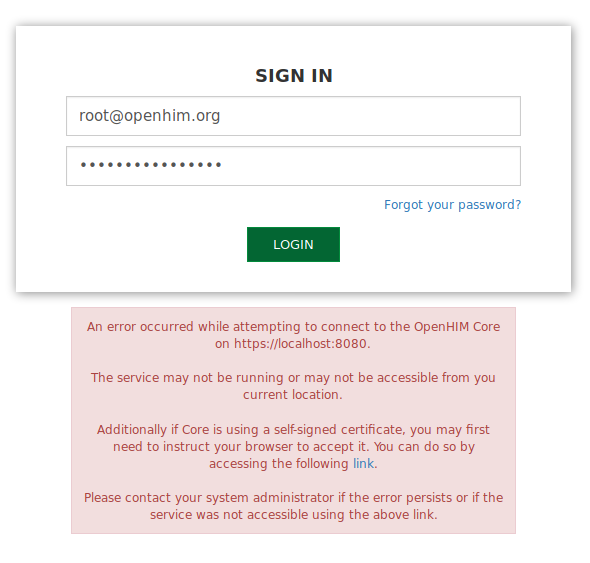 SIGN IN
root@openhim.org
••••••••••••••••
Forgot your password?
LOGIN
An error occurred while attempting to connect to the OpenHIM Core
on https://localhost:8080.
The service may not be running or may not be accessible from you
current location.
Additionally if Core is using a self-signed certificate, you may first
need to instruct your browser to accept it. You can do so by
accessing the following link.
Please contact your system administrator if the error persists or if the
service was not accessible using the above link.